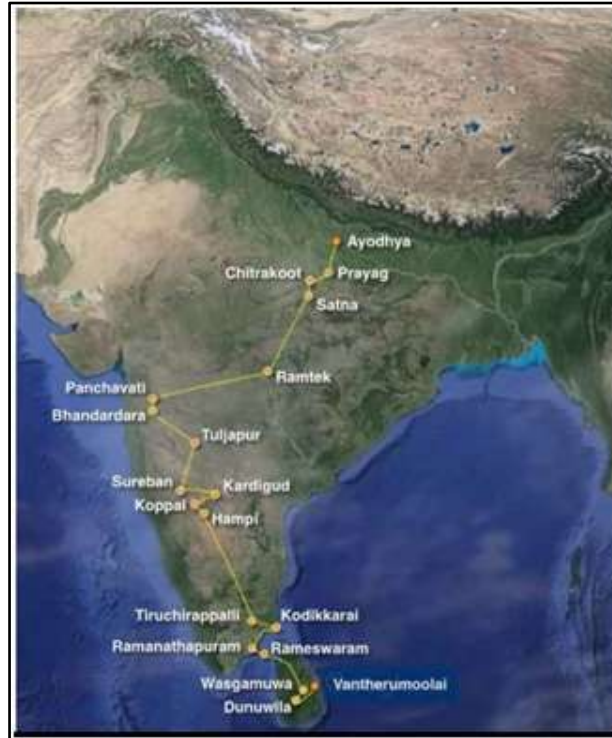 Ayodhya
Chitrakoot
Prayag
Satna
Ramtek
Panchavati
Bhandardara
Tuljapur
Sureban
Kardigud
Koppal
Hampi
Tiruchirappalli
Kodikkarai
Ramanathapuram
Rameswaram
Wasgamuwa
Vantherumoolai
Dunuwila